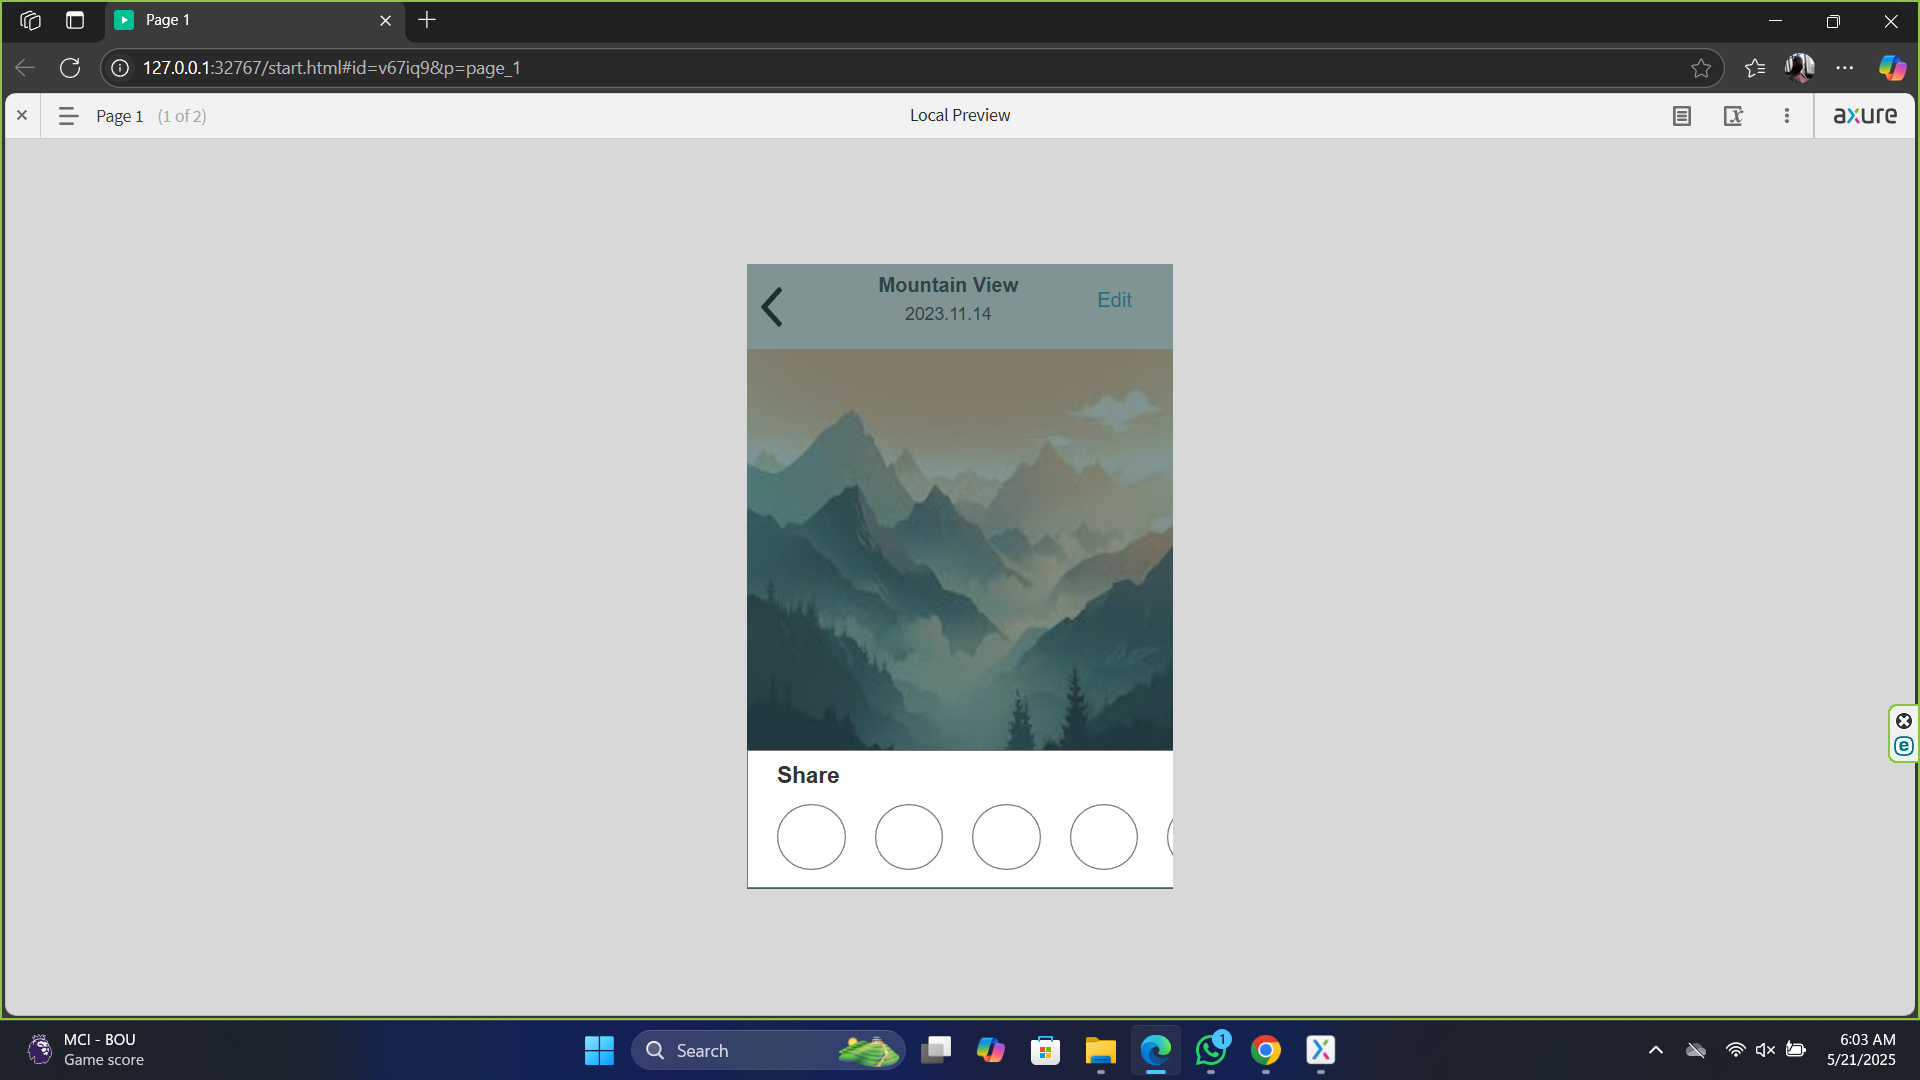 Page 1
127.0.0.1:32767/start.html#id=v67iq9&p=page_1
Page 1 (1 of 2)
Local Preview
axure
Mountain View
2023.11.14
Edit
Share
MCI - BOU
Game score
Search
1
6:03 AM
5/21/2025